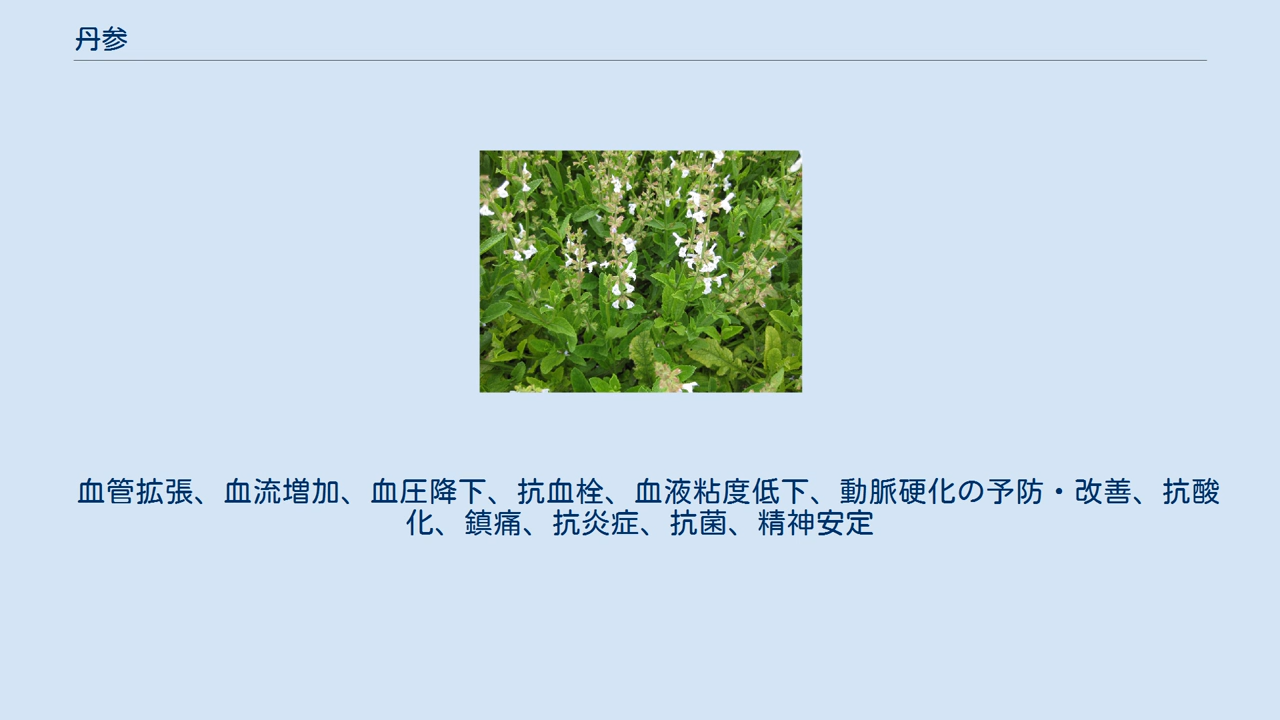 丹参
血管拡張、血流増加、血圧降下、抗血栓、血液粘度低下、動脈硬化の予防・改善、抗酸
化、鎮痛、抗炎症、抗菌、精神安定